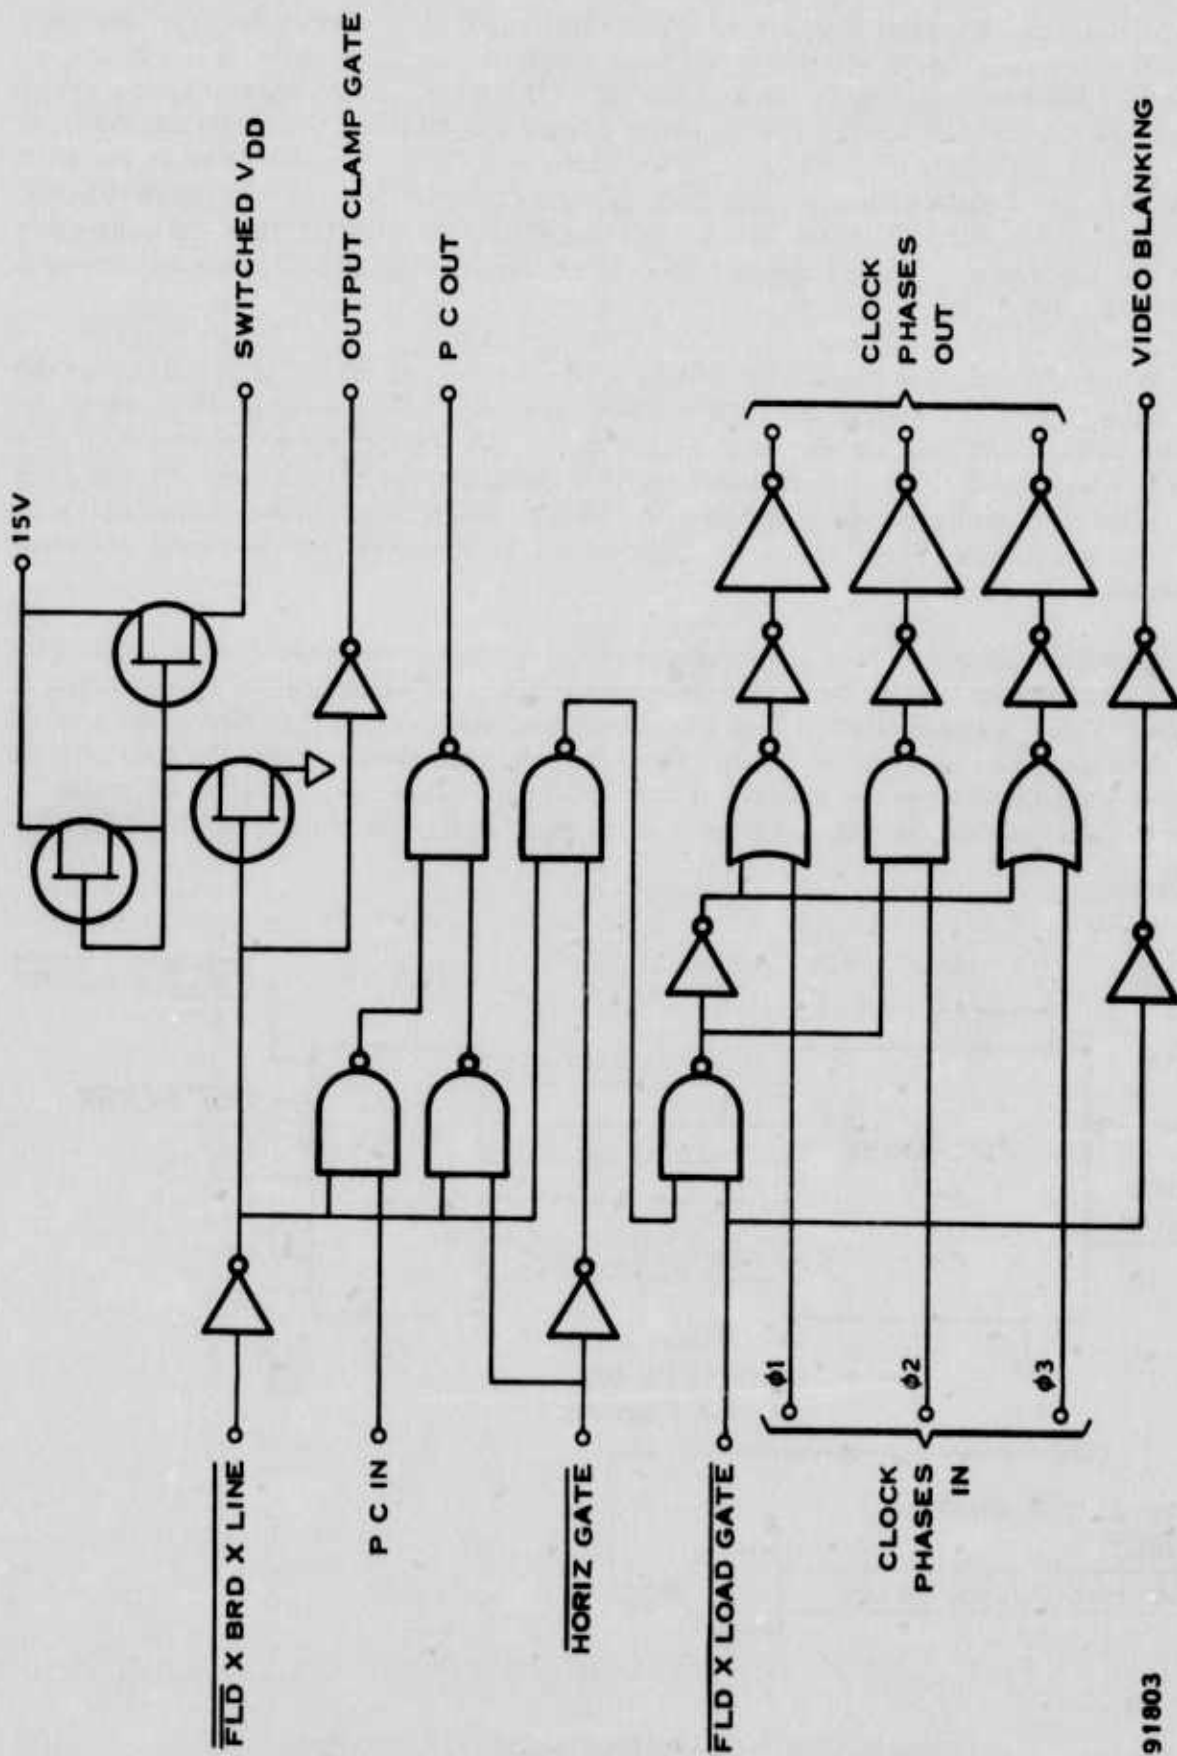 15V
SWITCHED VDD
OUTPUT CLAMP GATE
P C OUT
CLOCK
PHASES
OUT
VIDEO BLANKING
FLD X BRD X LINE
P C IN
HORIZ GATE
FLD X LOAD GATE
CLOCK
PHASES
IN
ϕ1
ϕ2
ϕ3
91803